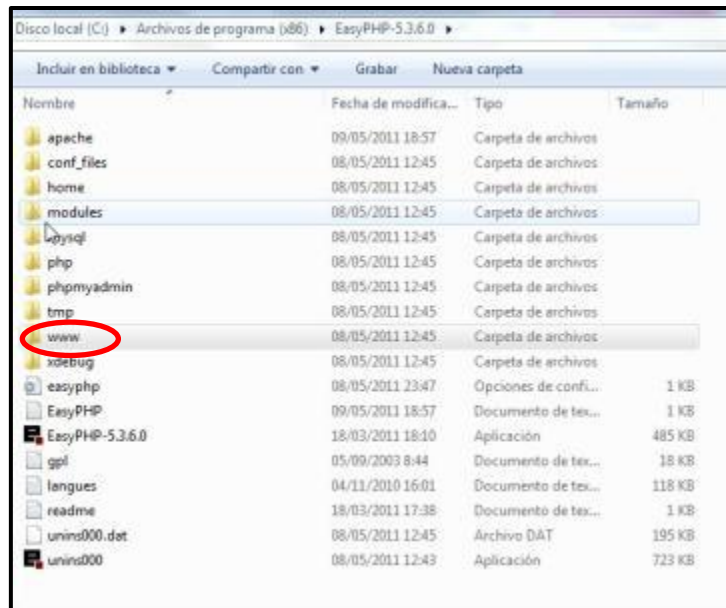 Disco local (C:) ▸ Archivos de programa (x86) ▸ EasyPHP-5.3.6.0 ▸
Incluir en biblioteca ▾ Compartir con ▾ Grabar Nueva carpeta
Nombre Fecha de modifica... Tipo Tamaño
apache 09/05/2011 18:57 Carpeta de archivos
conf_files 08/05/2011 12:45 Carpeta de archivos
home 08/05/2011 12:45 Carpeta de archivos
modules 08/05/2011 12:45 Carpeta de archivos
mysql 08/05/2011 12:45 Carpeta de archivos
php 08/05/2011 12:45 Carpeta de archivos
phpmyadmin 08/05/2011 12:45 Carpeta de archivos
tmp 08/05/2011 12:45 Carpeta de archivos
www 08/05/2011 12:45 Carpeta de archivos
xdebug 08/05/2011 12:45 Carpeta de archivos
easyphp 08/05/2011 23:47 Opciones de confi... 1 KB
EasyPHP 09/05/2011 18:57 Documento de tex... 1 KB
EasyPHP-5.3.6.0 18/03/2011 18:10 Aplicación 485 KB
gpl 05/09/2003 8:44 Documento de tex... 18 KB
langues 04/11/2010 16:01 Documento de tex... 118 KB
readme 18/03/2011 17:38 Documento de tex... 1 KB
unins000.dat 08/05/2011 12:45 Archivo DAT 195 KB
unins000 08/05/2011 12:43 Aplicación 723 KB